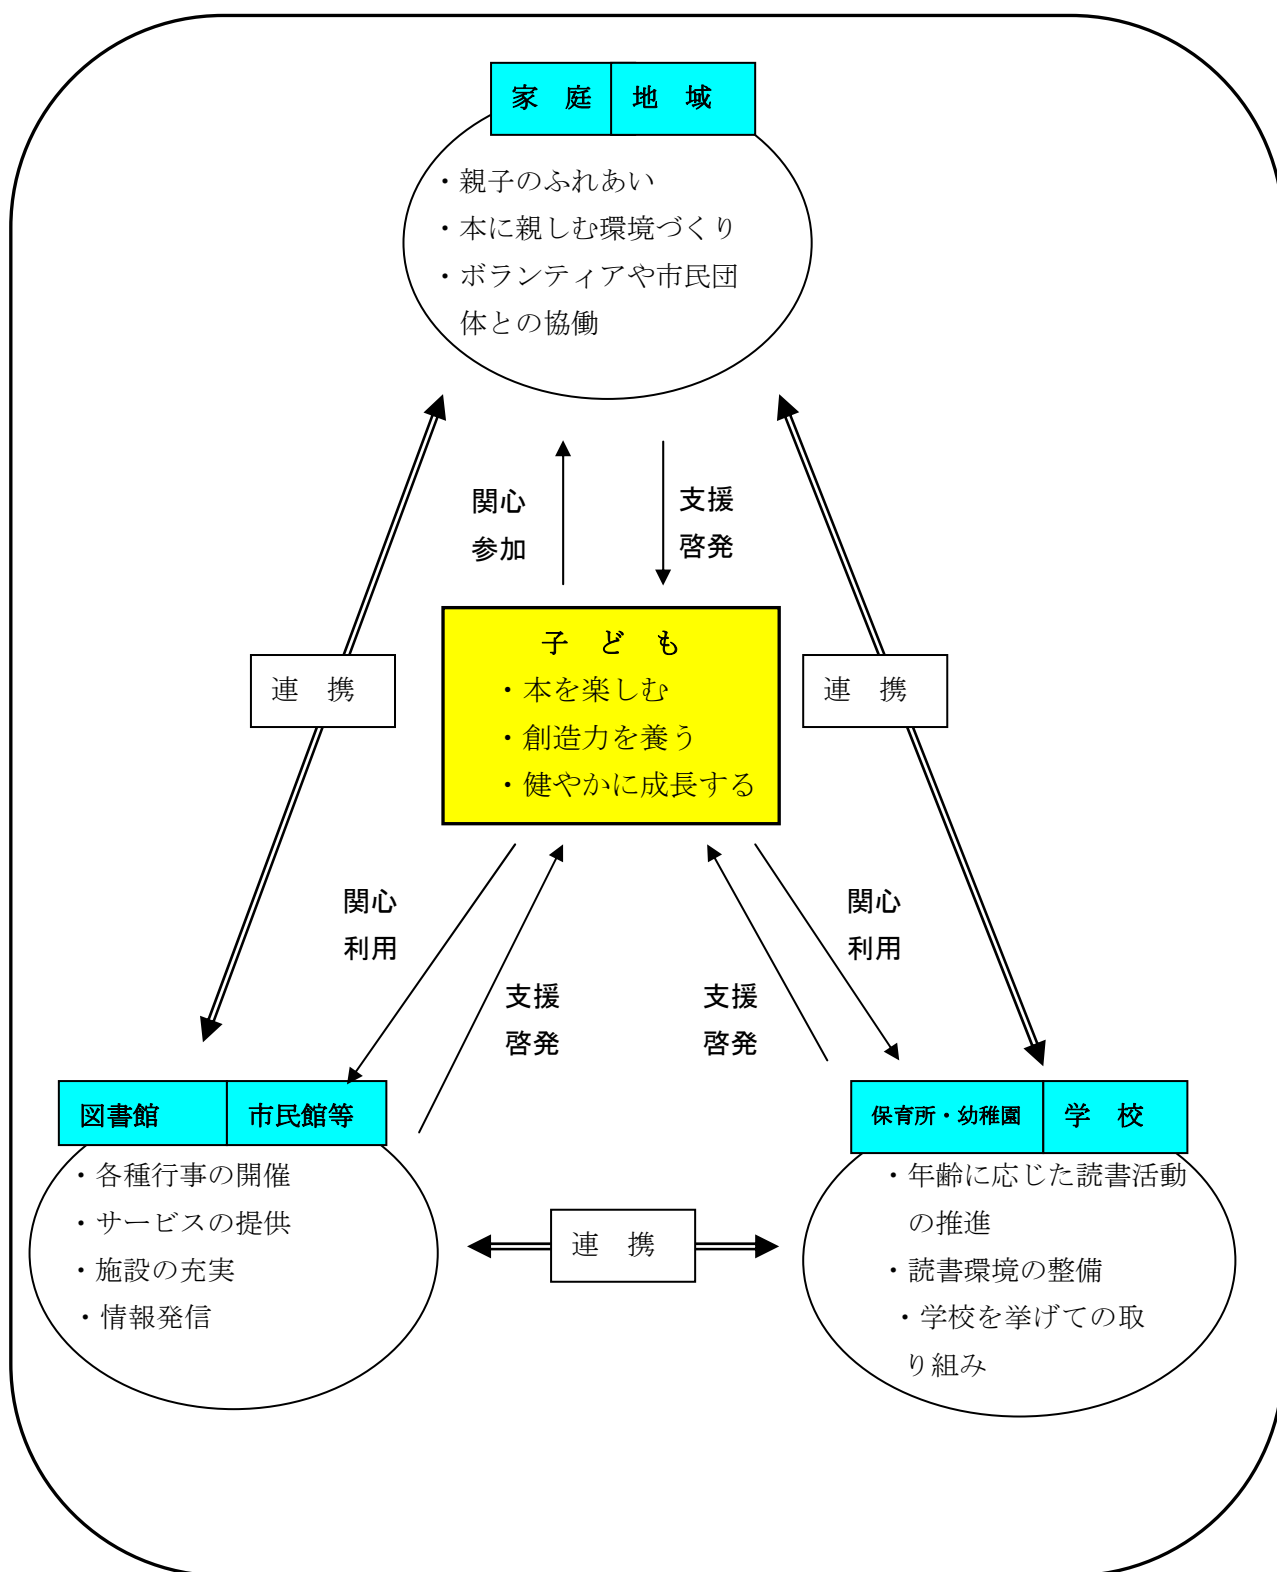 家 庭
地 域
・親子のふれあい
・本に親しむ環境づくり
・ボランティアや市民団
体との協働
関心
参加
支援
啓発
連 携
子 ど も
・本を楽しむ
・創造力を養う
・健やかに成長する
連 携
関心
利用
支援
啓発
支援
啓発
関心
利用
図書館
市民館等
・各種行事の開催
・サービスの提供
・施設の充実
・情報発信
連 携
保育所・幼稚園
学 校
・年齢に応じた読書活動
の推進
・読書環境の整備
・学校を挙げての取
り組み